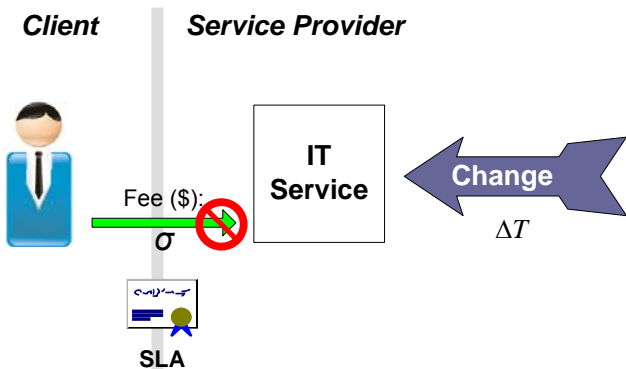 Client
Service Provider
IT
Service
Change
Fee ($):
σ
ΔT
SLA